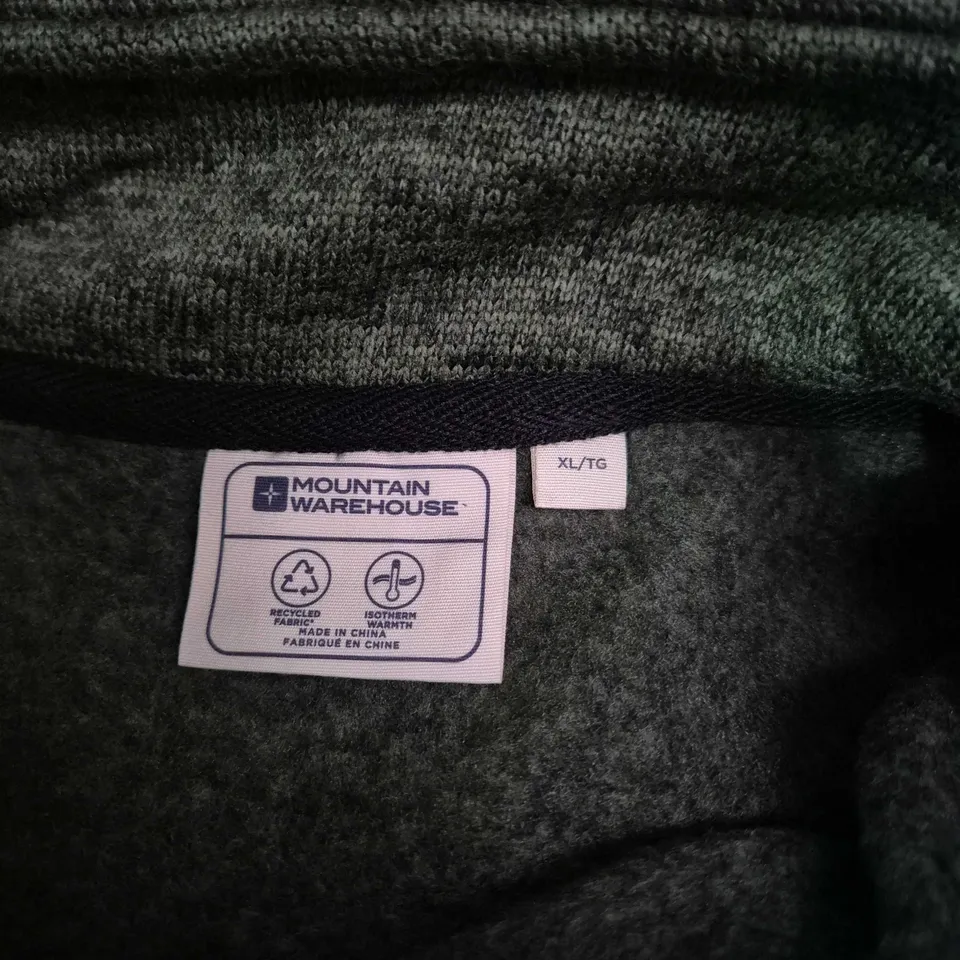 MOUNTAIN
WAREHOUSE
XL/TG
RECYCLED
FABRIC*
ISOTHERM
WARMTH
MADE IN CHINA
FABRIQUÉ EN CHINE